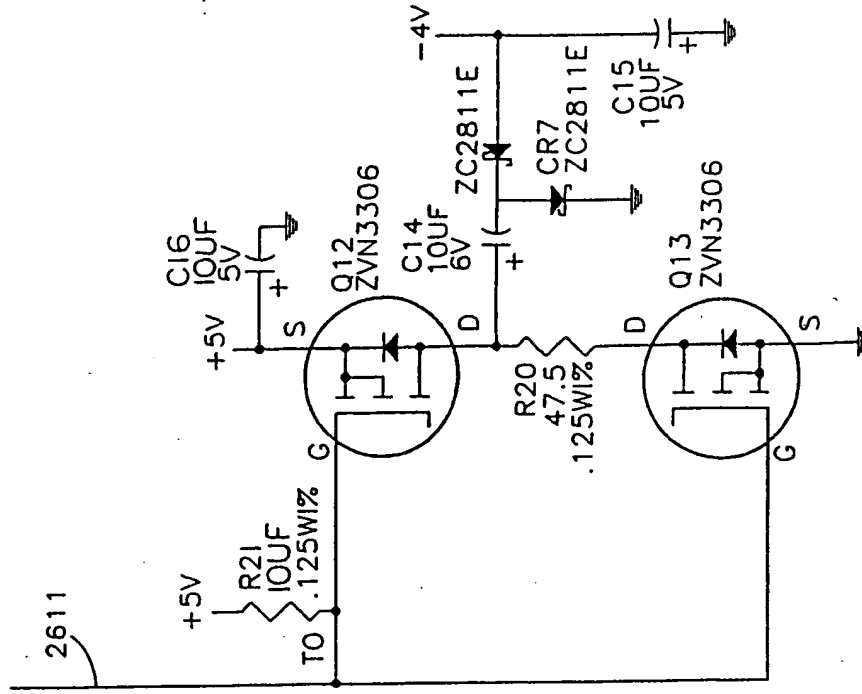 2611
+5V
R21
10UF
.125W1%
TO
G
+5V
S
C16
10UF
5V
+
Q12
ZVN3306
D
C14
10UF
6V
+
-4V
ZC2811E
CR7
ZC2811E
C15
10UF
5V
+
R20
47.5
.125W1%
D
Q13
ZVN3306
G
S